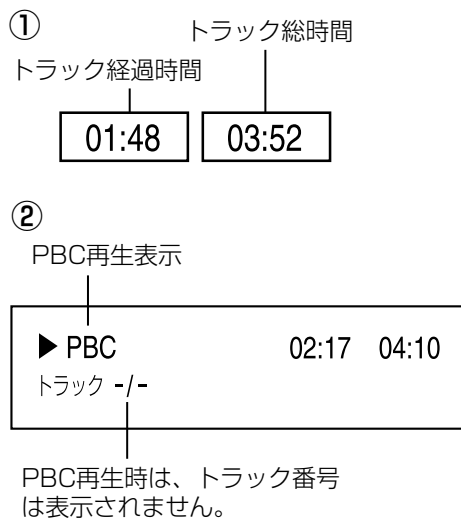 ①
トラック総時間
トラック経過時間
01:48 03:52
②
PBC再生表示
▶ PBC 02:17 04:10
トラック -/-
PBC再生時は、トラック番号
は表示されません。